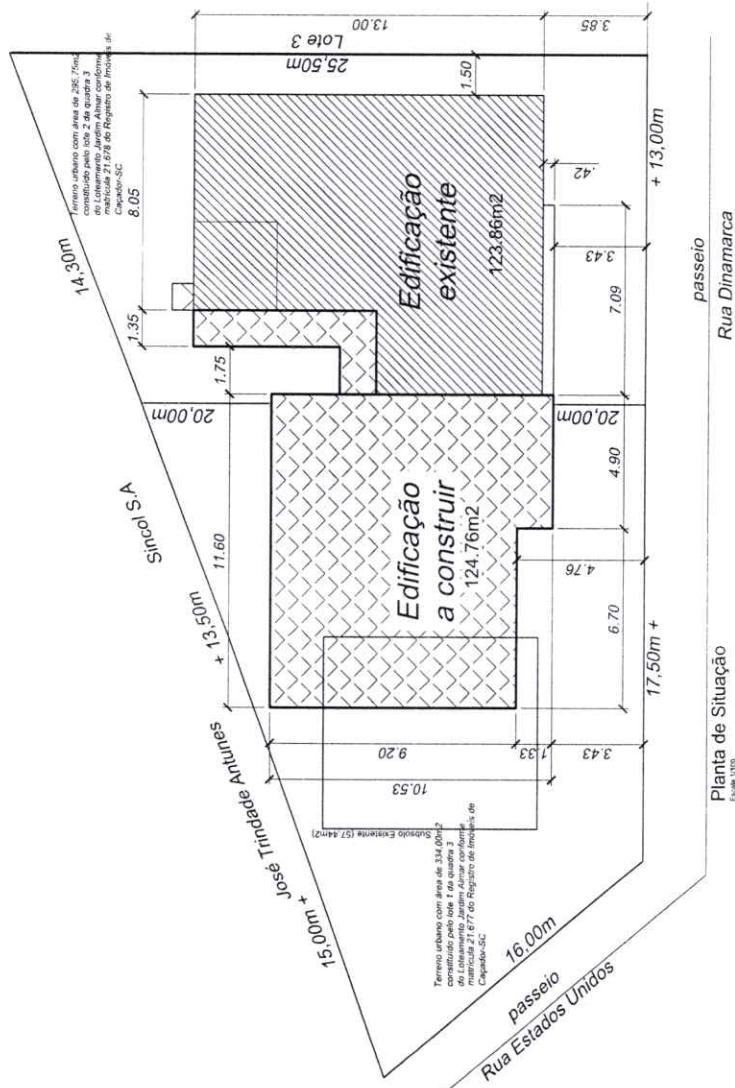 13.00
3.85
Lote 3
25,50m
1.50
Terreno urbano com área de 295,75m2
constituído pelo lote 2 da quadra 3
do Loteamento Jardim Almar conforme
matrícula 21.678 do Registro de Imóveis de
Caçador-SC
8.05
14,30m
1.35
1.75
Edificação
existente
123.86m2
.42
3.43
7.09
+ 13,00m
passeio
Rua Dinamarca
20,00m
20,00m
Sincol S.A
+ 13,50m
11.60
Edificação
a construir
124.76m2
4.90
4.76
6.70
17,50m +
José Trindade Antunes
15,00m +
9.20
1.33
3.43
10.53
Subsolo Existente (57.44m2)
Terreno urbano com área de 334,00m2
constituído pelo lote 1 da quadra 3
do Loteamento Jardim Almar conforme
matrícula 21.677 do Registro de Imóveis de
Caçador-SC
16,00m
passeio
Rua Estados Unidos
Planta de Situação
Escala 1/100